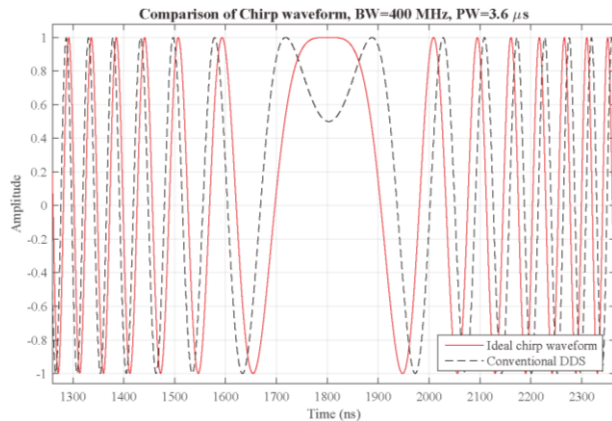 Comparison of Chirp waveform, BW=400 MHz, PW=3.6 μs
1
0.8
0.6
0.4
0.2
0
-0.2
-0.4
-0.6
-0.8
-1
Amplitude
Ideal chirp waveform
Conventional DDS
1300 1400 1500 1600 1700 1800 1900 2000 2100 2200 2300
Time (ns)